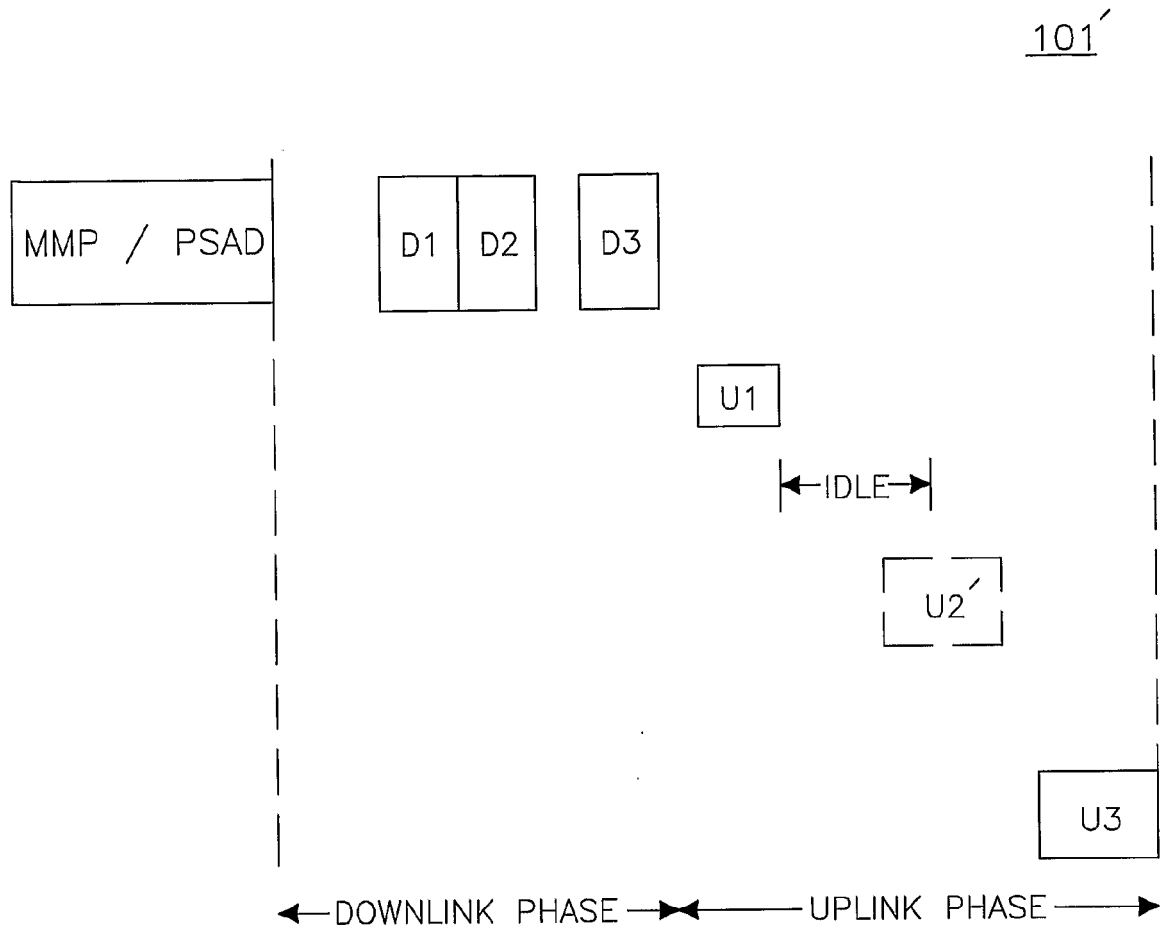 101′
MMP / PSAD
D1
D2
D3
U1
IDLE
U2′
U3
DOWNLINK PHASE
UPLINK PHASE